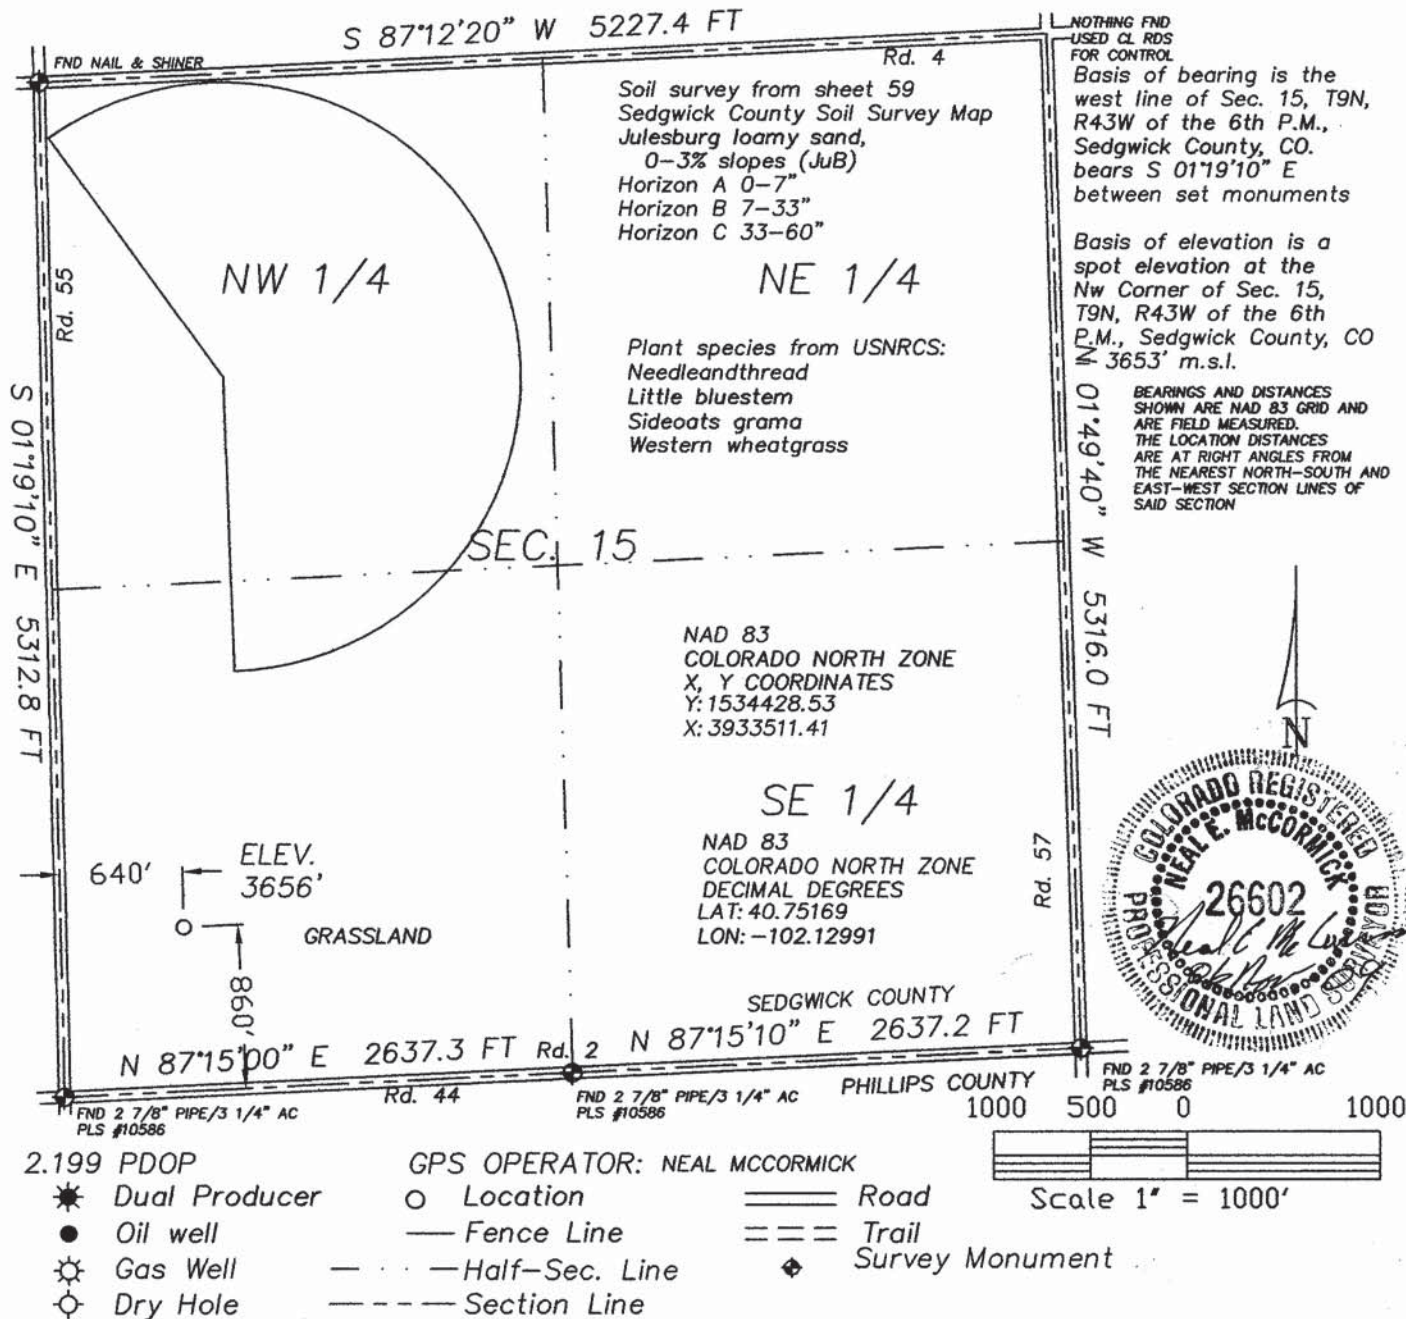 S 87°12'20" W 5227.4 FT
FND NAIL & SHINER
Rd. 4
NOTHING FND
USED CL RDS
FOR CONTROL
Basis of bearing is the
west line of Sec. 15, T9N,
R43W of the 6th P.M.,
Sedgwick County, CO.
bears S 01°19'10" E
between set monuments
Soil survey from sheet 59
Sedgwick County Soil Survey Map
Julesburg loamy sand,
0-3% slopes (JuB)
Horizon A 0-7"
Horizon B 7-33"
Horizon C 33-60"
Basis of elevation is a
spot elevation at the
Nw Corner of Sec. 15,
T9N, R43W of the 6th
P.M., Sedgwick County, CO
3653' m.s.l.
NW 1/4
NE 1/4
Rd. 55
Plant species from USNRCS:
Needleandthread
Little bluestem
Sideoats grama
Western wheatgrass
BEARINGS AND DISTANCES
SHOWN ARE NAD 83 GRID AND
ARE FIELD MEASURED.
THE LOCATION DISTANCES
ARE AT RIGHT ANGLES FROM
THE NEAREST NORTH-SOUTH AND
EAST-WEST SECTION LINES OF
SAID SECTION
S 01°19'10" E 5312.8 FT
N 01°49'40" W 5316.0 FT
SEC. 15
NAD 83
COLORADO NORTH ZONE
X, Y COORDINATES
Y: 1534428.53
X: 3933511.41
N
SE 1/4
NAD 83
COLORADO NORTH ZONE
DECIMAL DEGREES
LAT: 40.75169
LON: -102.12991
Rd. 57
COLORADO REGISTERED
NEAL E. McCORMICK
26602
PROFESSIONAL LAND SURVEYOR
640'
ELEV.
3656'
GRASSLAND
860'
SEDGWICK COUNTY
N 87°15'00" E 2637.3 FT
Rd. 2
N 87°15'10" E 2637.2 FT
Rd. 44
PHILLIPS COUNTY
FND 2 7/8" PIPE/3 1/4" AC
PLS #10586
FND 2 7/8" PIPE/3 1/4" AC
PLS #10586
FND 2 7/8" PIPE/3 1/4" AC
PLS #10586
1000 500 0 1000
Scale 1" = 1000'
2.199 PDOP
GPS OPERATOR: NEAL MCCORMICK
Dual Producer
Location
Road
Oil well
Fence Line
Trail
Gas Well
Half-Sec. Line
Survey Monument
Dry Hole
Section Line